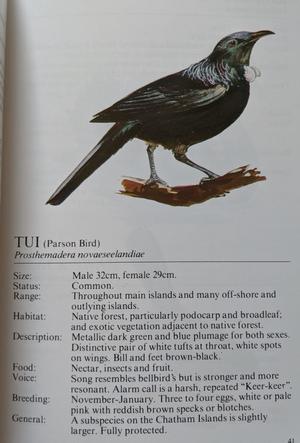 TUI (Parson Bird)
Prosthemadera novaeseelandiae
Size: Male 32cm, female 29cm.
Status: Common.
Range: Throughout main islands and many off-shore and
outlying islands.
Habitat: Native forest, particularly podocarp and broadleaf;
and exotic vegetation adjacent to native forest.
Description: Metallic dark green and blue plumage for both sexes.
Distinctive pair of white tufts at throat, white spots
on wings. Bill and feet brown-black.
Food: Nectar, insects and fruit.
Voice: Song resembles bellbird's but is stronger and more
resonant. Alarm call is a harsh, repeated "Keer-keer".
Breeding: November-January. Three to four eggs, white or pale
pink with reddish brown specks or blotches.
General: A subspecies on the Chatham Islands is slightly
larger. Fully protected.